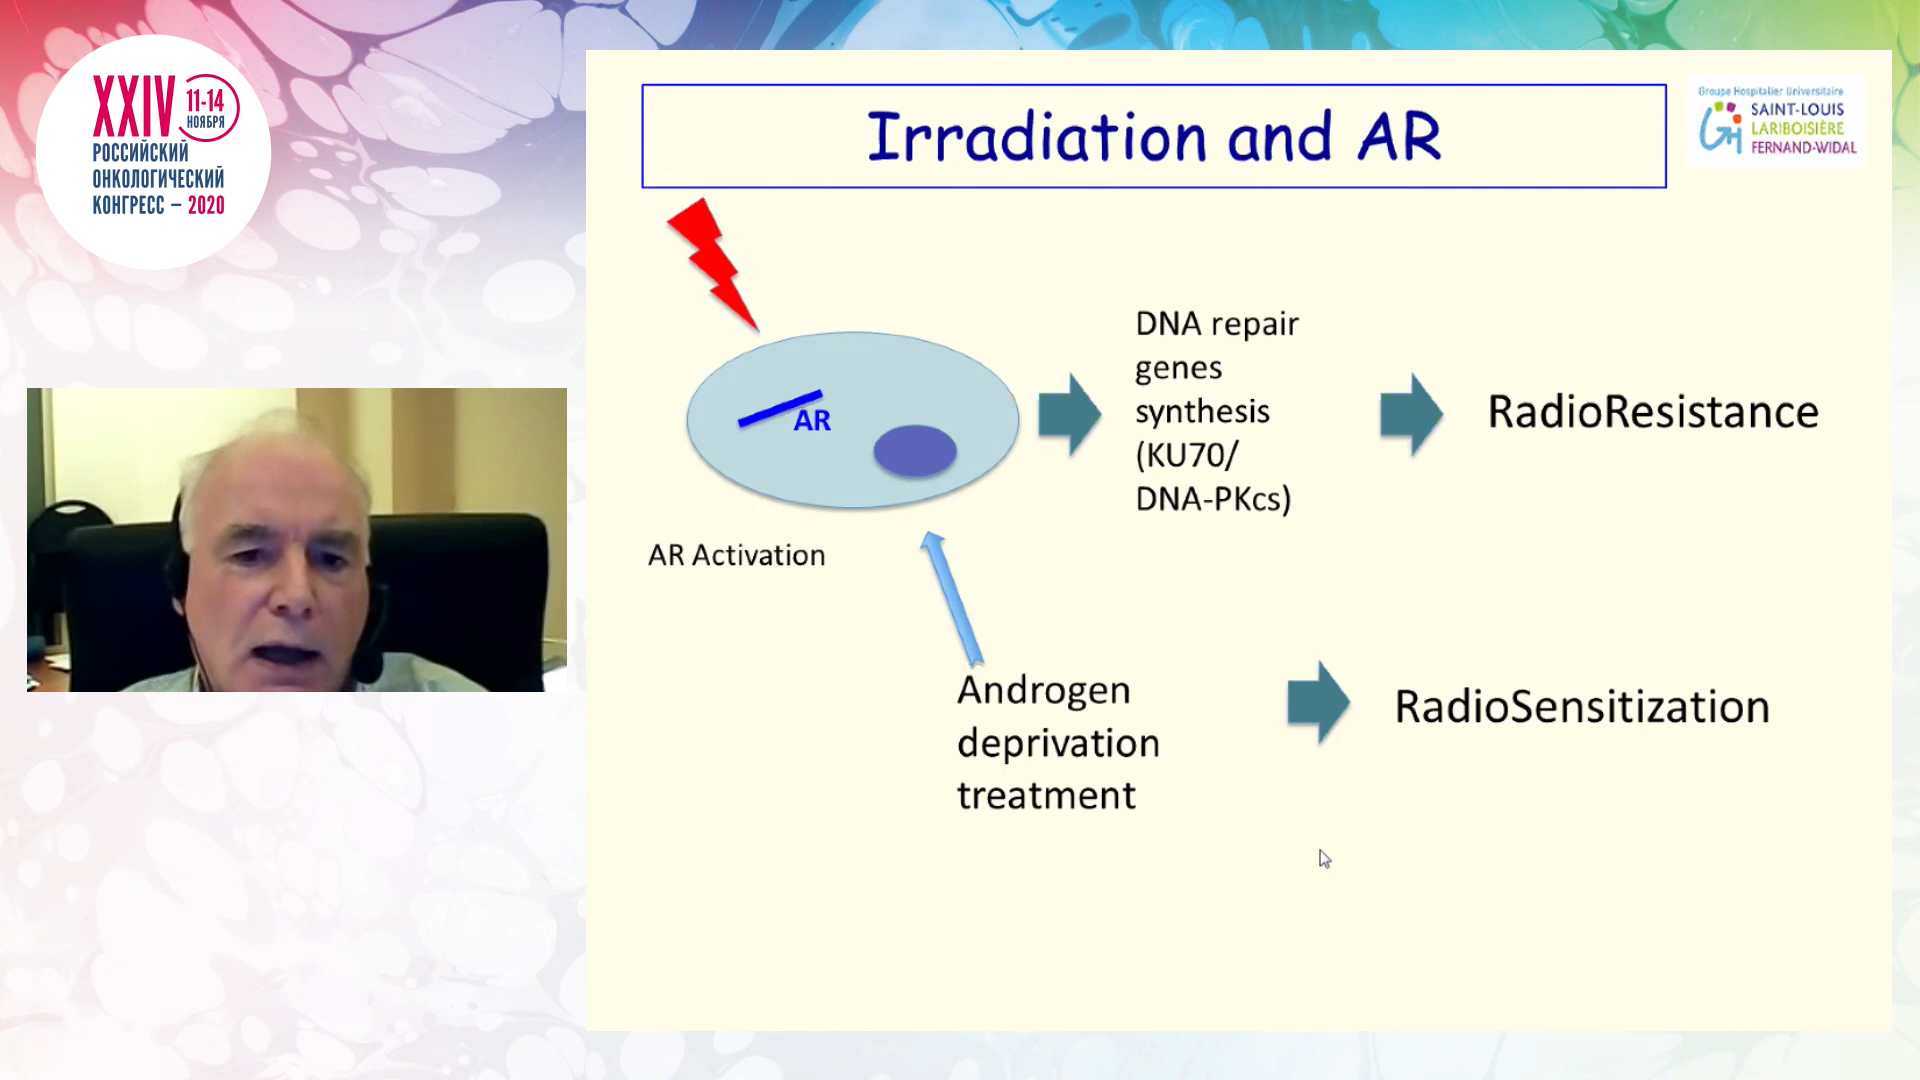 XXIV
11-14
НОЯБРЯ
РОССИЙСКИЙ
ОНКОЛОГИЧЕСКИЙ
КОНГРЕСС – 2020
Irradiation and AR
Groupe Hospitalier Universitaire
SAINT-LOUIS
LARIBOISIÈRE
FERNAND-WIDAL
AR
AR Activation
DNA repair
genes
synthesis
(KU70/
DNA-PKcs)
RadioResistance
Androgen
deprivation
treatment
RadioSensitization